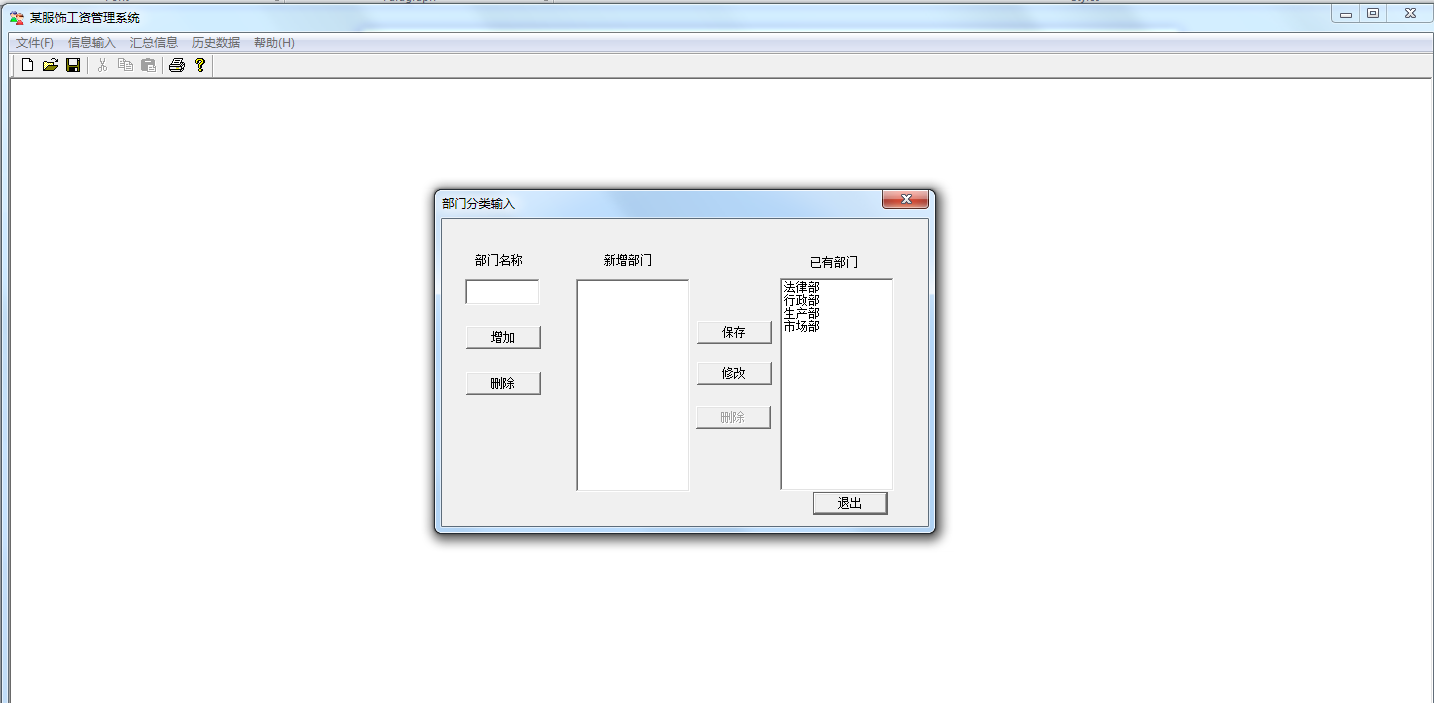 某服饰工资管理系统
文件(F) 信息输入 汇总信息 历史数据 帮助(H)
部门分类输入
部门名称 新增部门 已有部门
法律部
行政部
生产部
市场部
增加
删除
保存
修改
删除
退出